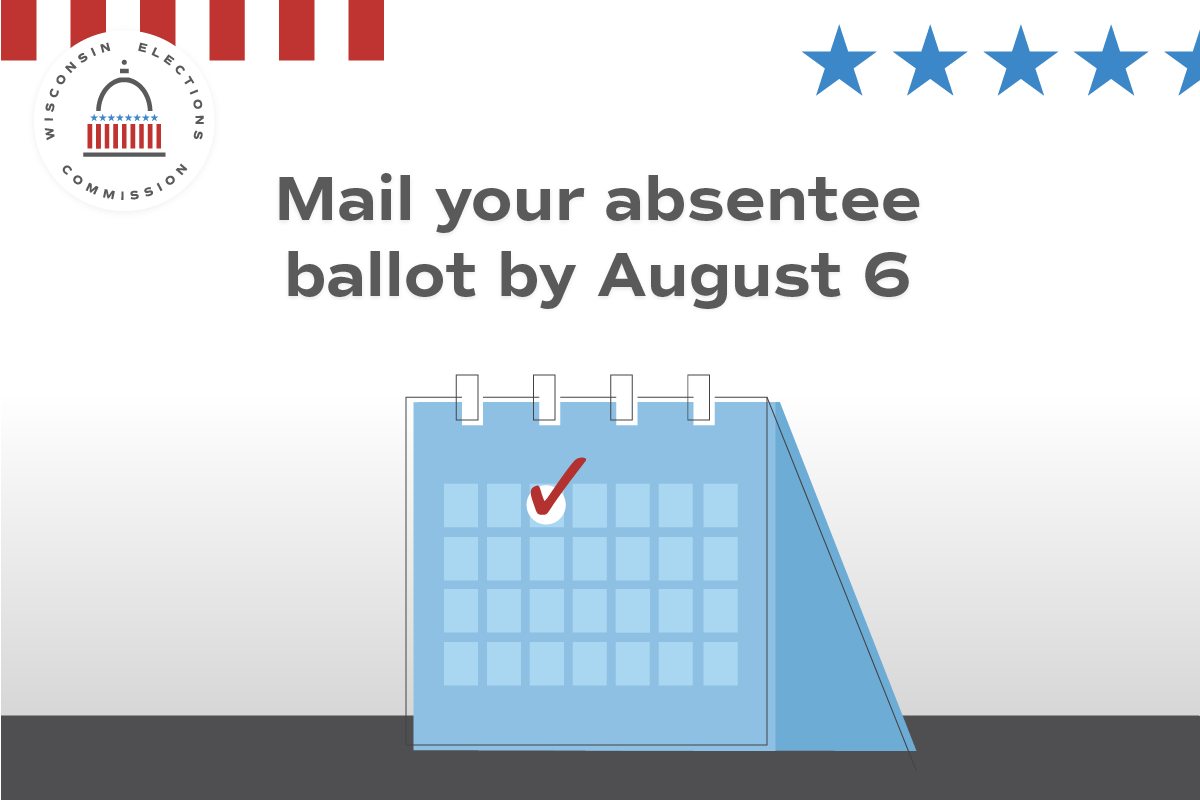 WISCONSIN ELECTIONS
COMMISSION
Mail your absentee
ballot by August 6